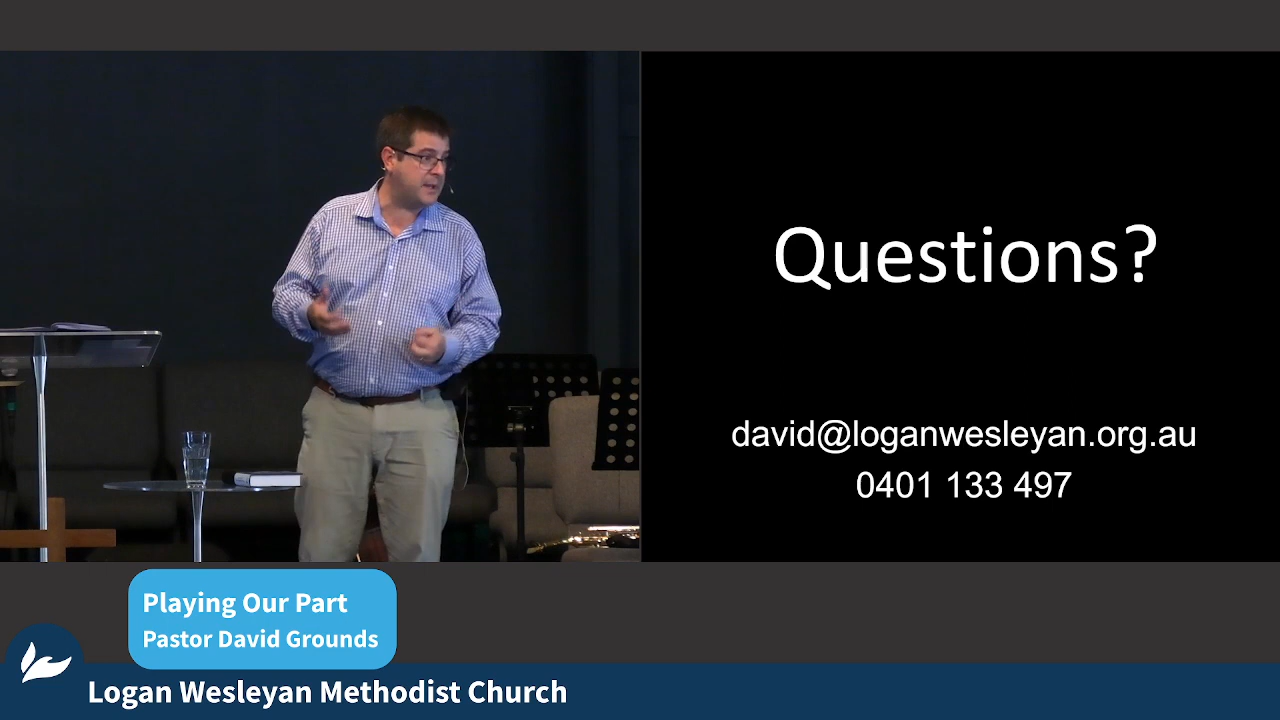 Questions?
david@loganwesleyan.org.au
0401 133 497
Playing Our Part
Pastor David Grounds
Logan Wesleyan Methodist Church